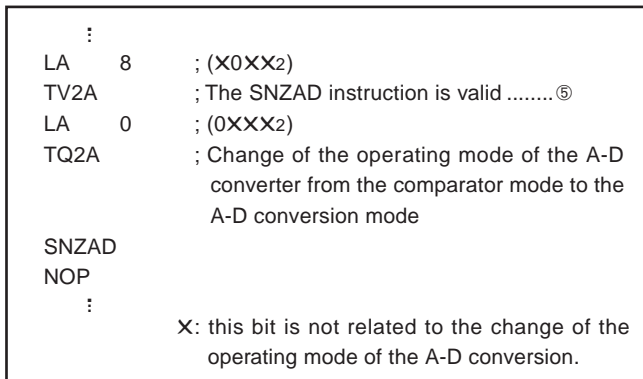 ⋮
LA 8 ; (✕0✕✕2)
TV2A ; The SNZAD instruction is valid ........⑤
LA 0 ; (0✕✕✕2)
TQ2A ; Change of the operating mode of the A-D
converter from the comparator mode to the
A-D conversion mode
SNZAD
NOP
⋮
✕: this bit is not related to the change of the
operating mode of the A-D conversion.